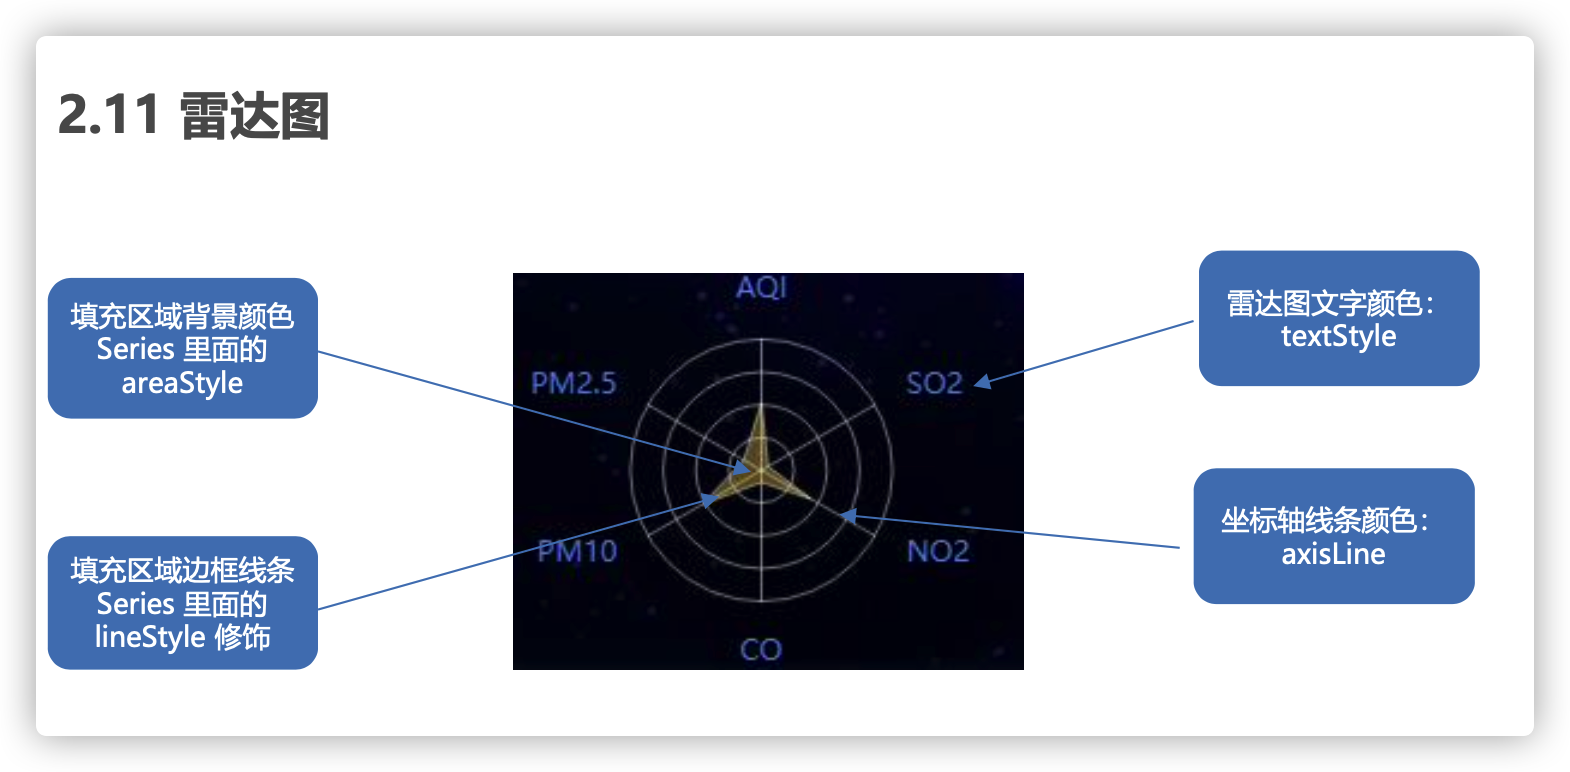 2.11 雷达图
填充区域背景颜色
Series 里面的
areaStyle
填充区域边框线条
Series 里面的
lineStyle 修饰
AQI
PM2.5
SO2
PM10
NO2
CO
雷达图文字颜色：
textStyle
坐标轴线条颜色：
axisLine